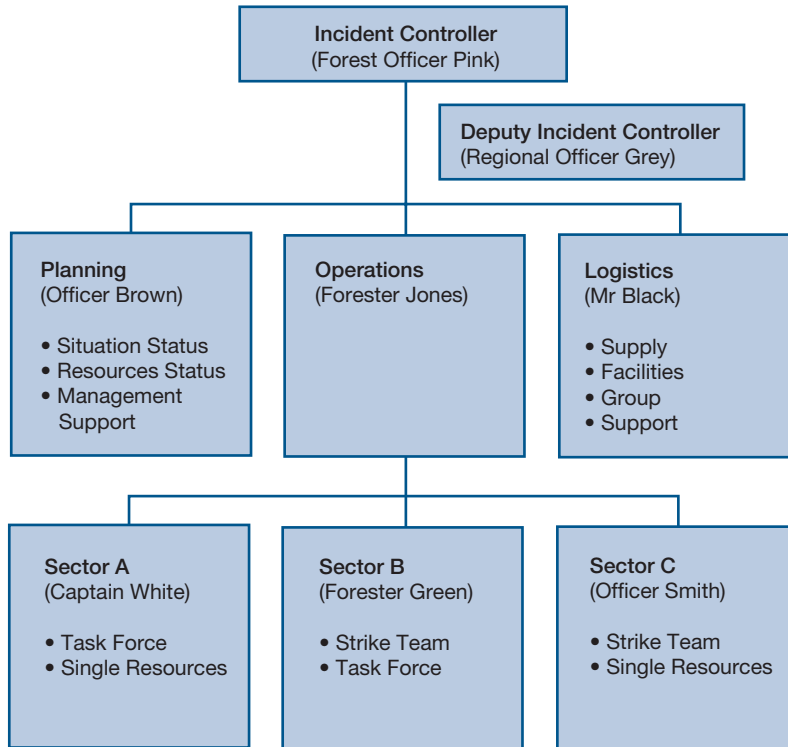 Incident Controller
(Forest Officer Pink)
Deputy Incident Controller
(Regional Officer Grey)
Planning
(Officer Brown)
• Situation Status
• Resources Status
• Management
Support
Operations
(Forester Jones)
Logistics
(Mr Black)
• Supply
• Facilities
• Group
• Support
Sector A
(Captain White)
• Task Force
• Single Resources
Sector B
(Forester Green)
• Strike Team
• Task Force
Sector C
(Officer Smith)
• Strike Team
• Single Resources